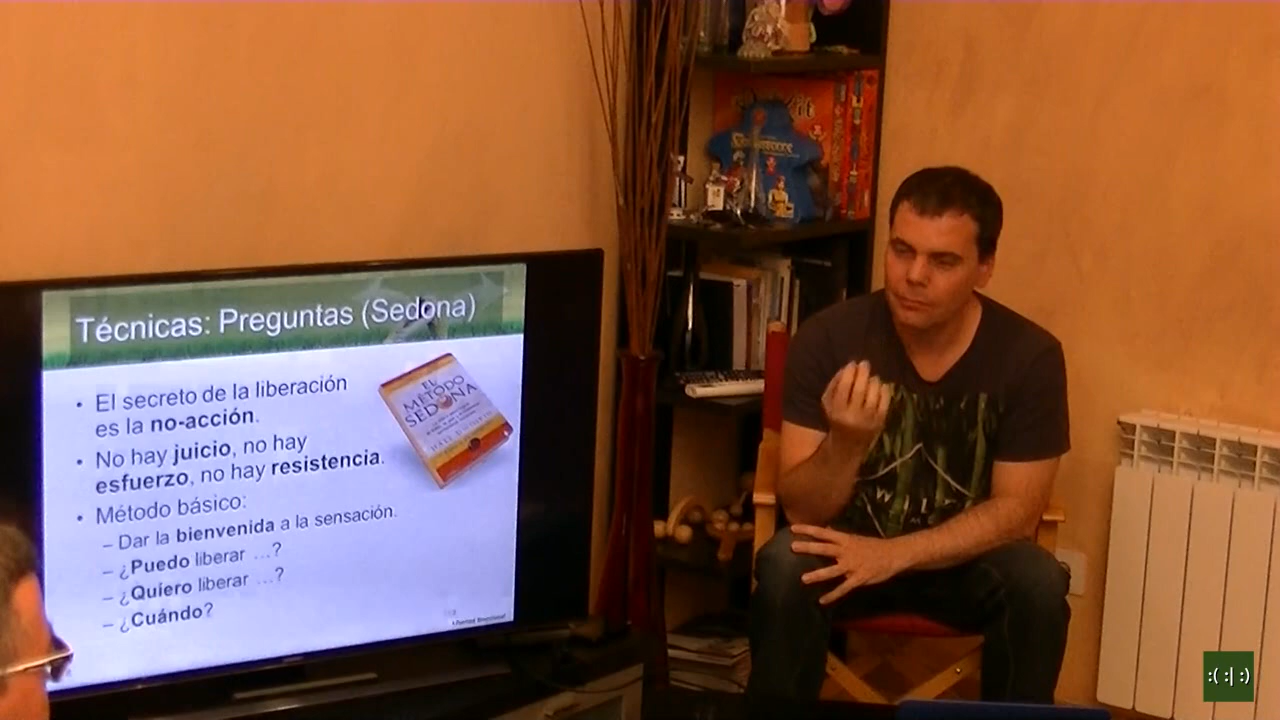 Técnicas: Preguntas (Sedona)
• El secreto de la liberación
es la no-acción.
• No hay juicio, no hay
esfuerzo, no hay resistencia.
• Método básico:
– Dar la bienvenida a la sensación.
– ¿Puedo liberar ...?
– ¿Quiero liberar ...?
– ¿Cuándo?
EL
MÉTODO
SEDONA
:( :| :)